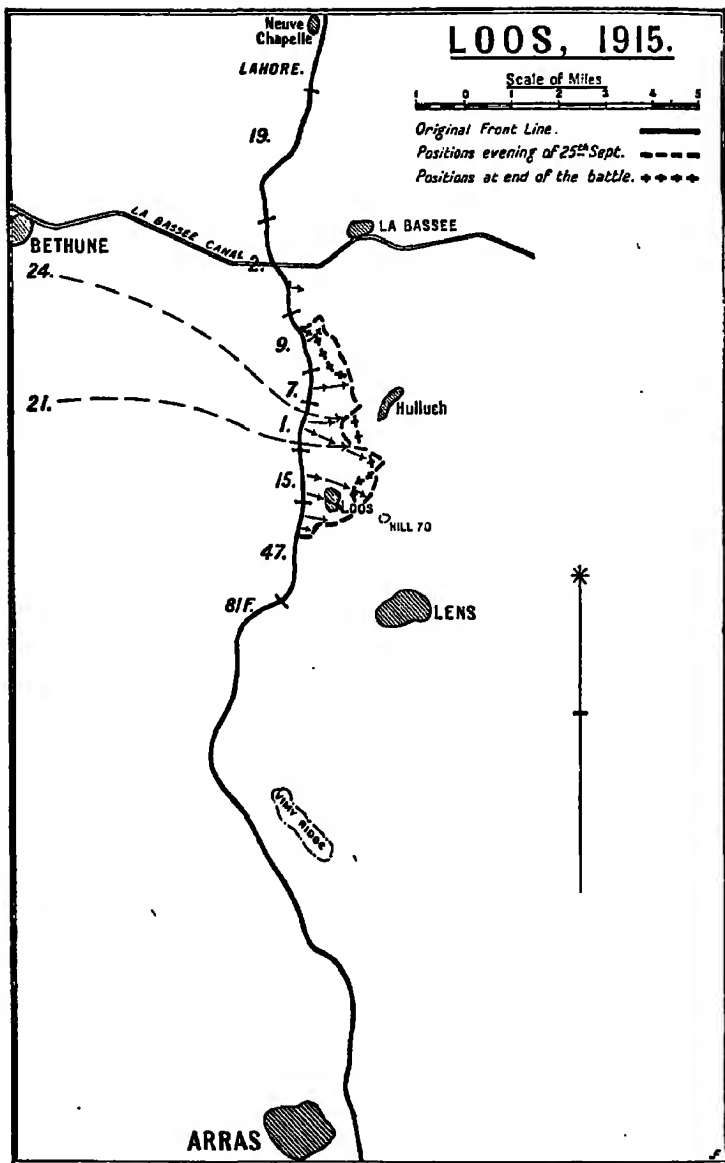 Neuve
Chapelle
LOOS, 1915.
LAHORE.
Scale of Miles
1 0 1 2 3 4 5
Original Front Line.
Positions evening of 25th Sept.
Positions at end of the battle.
19.
LA BASSEE CANAL
LA BASSEE
BETHUNE
2.
24.
9.
7.
Hulluch
21.
1.
15.
Loos
HILL 70
47.
81F.
LENS
VIMY RIDGE
ARRAS